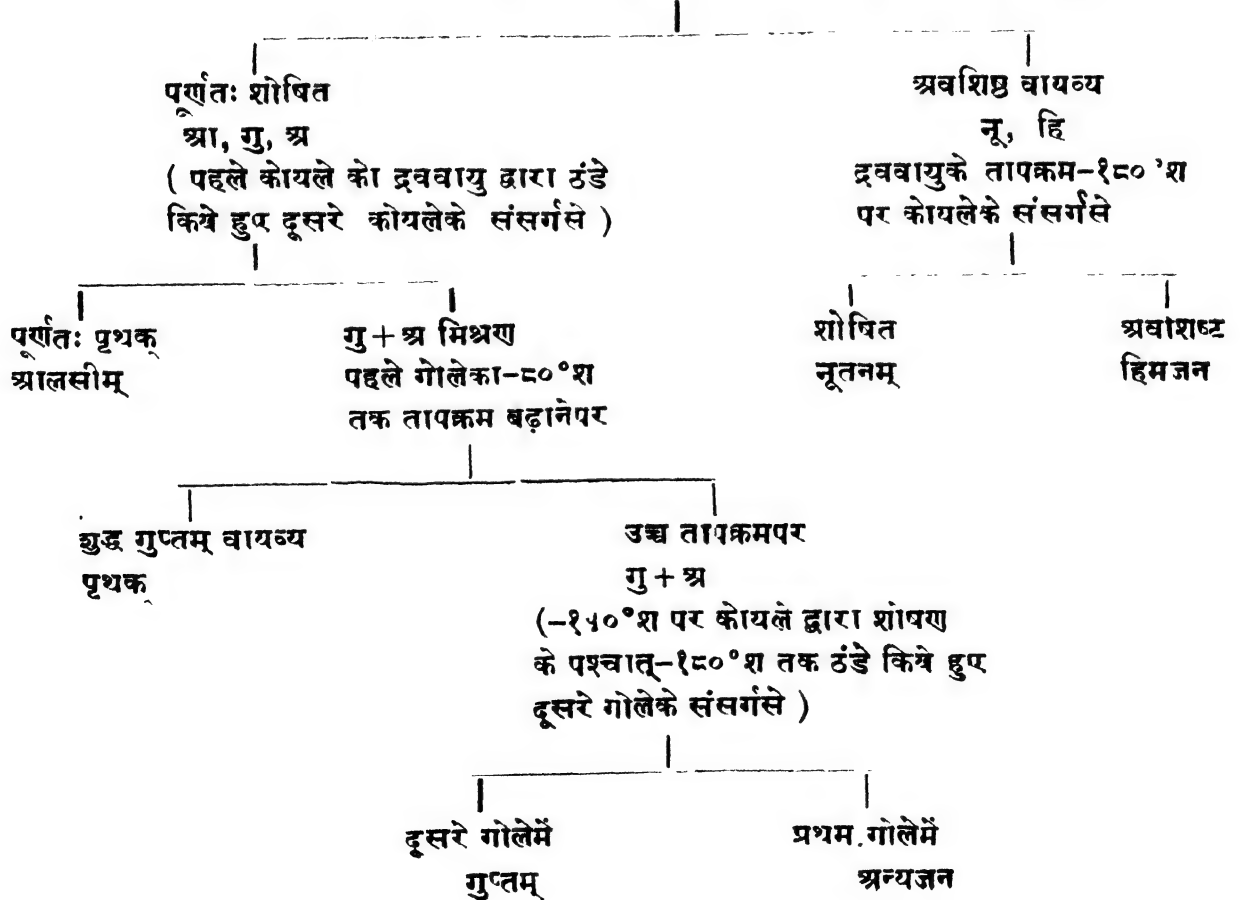 पूर्णतः शोषित
आ, गु, अ
( पहले कोयले को द्रववायु द्वारा ठंडे
किये हुए दूसरे कोयलेके संसर्गसे )
अवशिष्ठ वायव्य
नू, हि
द्रववायुके तापक्रम-१८०°श
पर कोयलेके संसर्गसे
पूर्णतः पृथक्
आलसीम्
गु + अ मिश्रण
पहले गोलेका-८०°श
तक तापक्रम बढ़ानेपर
शोषित
नूतनम्
अवशिष्ट
हिमजन
शुद्ध गुप्तम् वायव्य
पृथक्
उच्च तापक्रमपर
गु + अ
(-१५०°श पर कोयले द्वारा शोषण
के पश्चात्-१८०°श तक ठंडे किये हुए
दूसरे गोलेके संसर्गसे )
दूसरे गोलेमें
गुप्तम्
प्रथम गोलेमें
अन्यजन